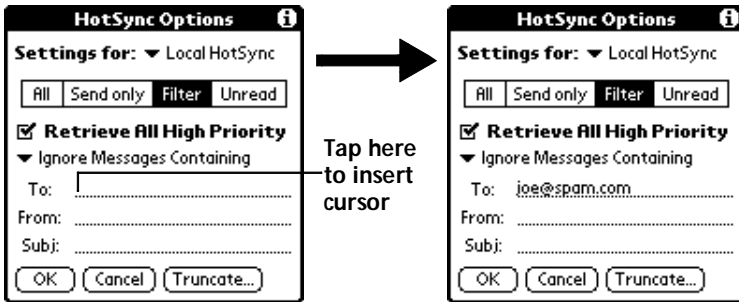 HotSync Options
Settings for: Local HotSync
All Send only Filter Unread
Retrieve All High Priority
Ignore Messages Containing
To:
From:
Subj:
OK Cancel Truncate...
Tap here
to insert
cursor
HotSync Options
Settings for: Local HotSync
All Send only Filter Unread
Retrieve All High Priority
Ignore Messages Containing
To: joe@spam.com
From:
Subj:
OK Cancel Truncate...